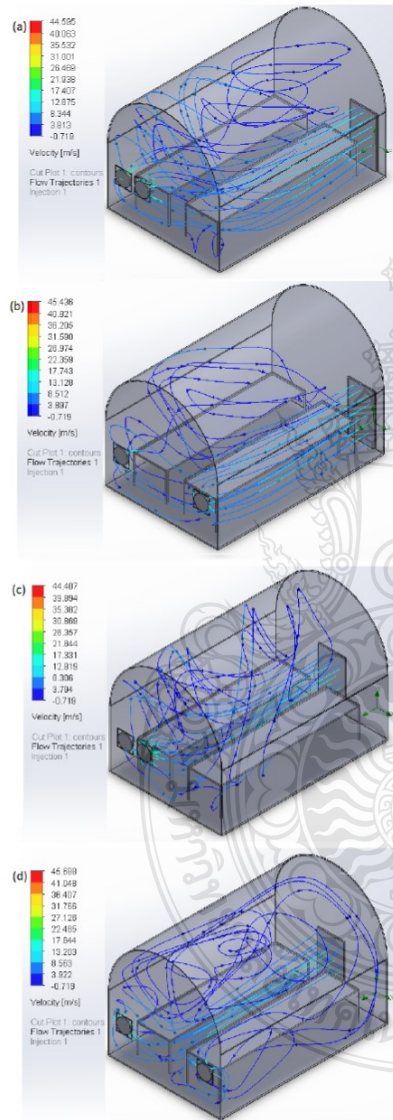 (a)
44.595
40.063
35.532
31.001
26.469
21.938
17.407
12.875
8.344
3.813
-0.719
Velocity [m/s]
Cut Plot 1: contours
Flow Trajectories 1
Injection 1
(b)
45.436
40.821
36.205
31.590
26.974
22.359
17.743
13.128
8.512
3.897
-0.719
Velocity [m/s]
Cut Plot 1: contours
Flow Trajectories 1
Injection 1
(c)
44.407
39.894
35.382
30.869
26.357
21.844
17.331
12.819
8.306
3.794
-0.719
Velocity [m/s]
Cut Plot 1: contours
Flow Trajectories 1
Injection 1
(d)
45.689
41.048
36.407
31.766
27.126
22.485
17.844
13.203
8.563
3.922
-0.719
Velocity [m/s]
Cut Plot 1: contours
Flow Trajectories 1
Injection 1